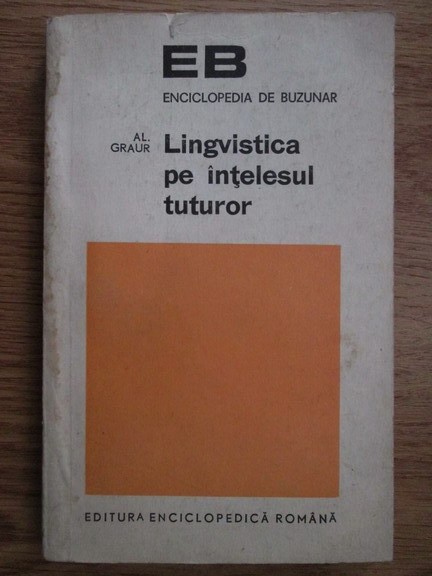 EB
ENCICLOPEDIA DE BUZUNAR
AL.
GRAUR
Lingvistica
pe înţelesul
tuturor
EDITURA ENCICLOPEDICĂ ROMÂNĂ